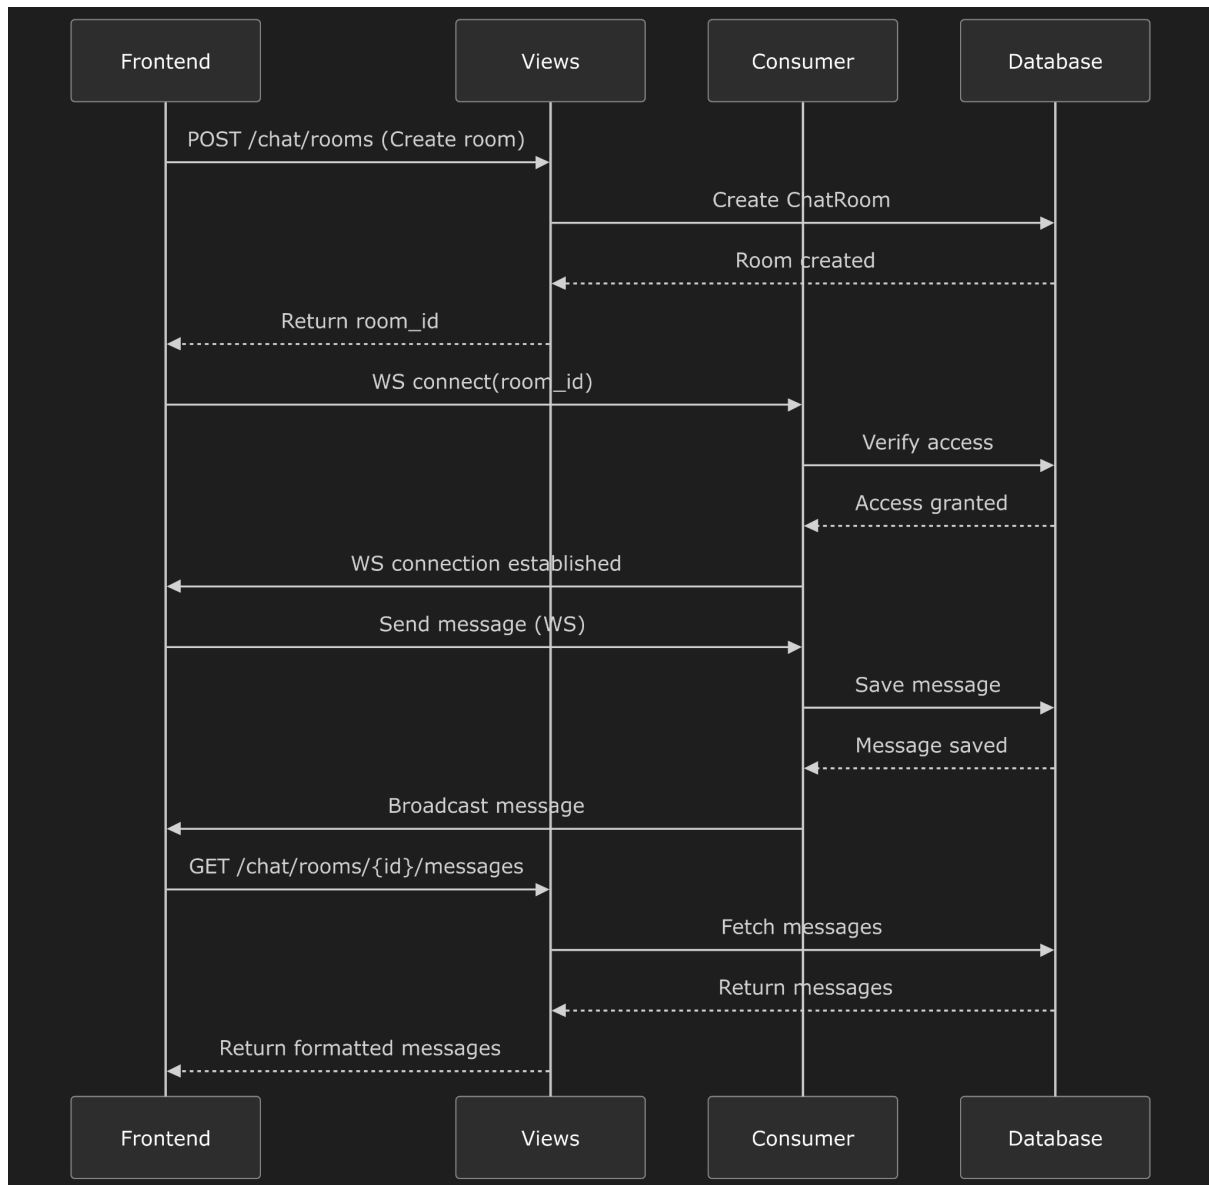 Frontend
Views
Consumer
Database
POST /chat/rooms (Create room)
Create ChatRoom
Room created
Return room_id
WS connect(room_id)
Verify access
Access granted
WS connection established
Send message (WS)
Save message
Message saved
Broadcast message
GET /chat/rooms/{id}/messages
Fetch messages
Return messages
Return formatted messages
Frontend
Views
Consumer
Database